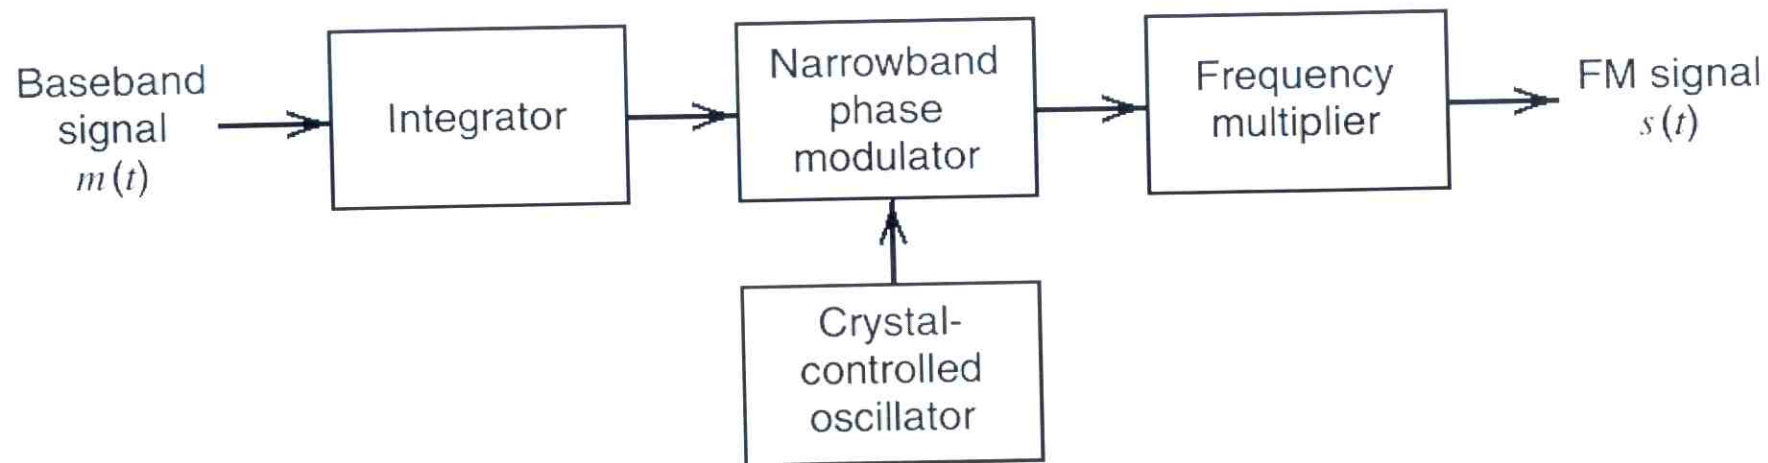 Baseband
signal
m(t)
Integrator
Narrowband
phase
modulator
Frequency
multiplier
FM signal
s(t)
Crystal-
controlled
oscillator